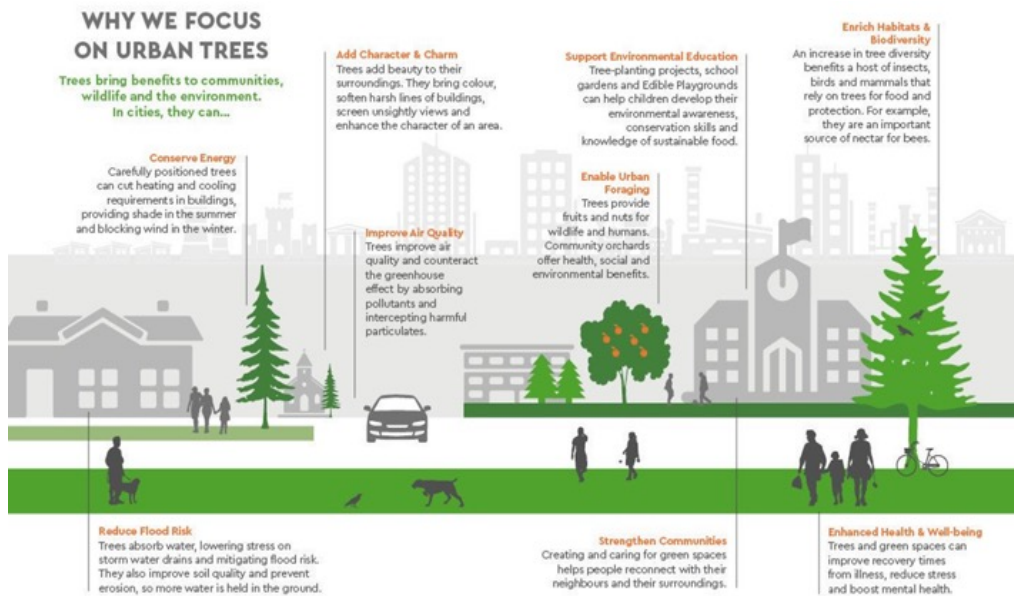 WHY WE FOCUS
ON URBAN TREES
Trees bring benefits to communities,
wildlife and the environment.
In cities, they can...
Conserve Energy
Carefully positioned trees
can cut heating and cooling
requirements in buildings,
providing shade in the summer
and blocking wind in the winter.
Add Character & Charm
Trees add beauty to their
surroundings. They bring colour,
soften harsh lines of buildings,
screen unsightly views and
enhance the character of an area.
Improve Air Quality
Trees improve air
quality and counteract
the greenhouse
effect by absorbing
pollutants and
intercepting harmful
particulates.
Support Environmental Education
Tree-planting projects, school
gardens and Edible Playgrounds
can help children develop their
environmental awareness,
conservation skills and
knowledge of sustainable food.
Enable Urban
Foraging
Trees provide
fruits and nuts for
wildlife and humans.
Community orchards
offer health, social and
environmental benefits.
Enrich Habitats &
Biodiversity
An increase in tree diversity
benefits a host of insects,
birds and mammals that
rely on trees for food and
protection. For example,
they are an important
source of nectar for bees.
Reduce Flood Risk
Trees absorb water, lowering stress on
storm water drains and mitigating flood risk.
They also improve soil quality and prevent
erosion, so more water is held in the ground.
Strengthen Communities
Creating and caring for green spaces
helps people reconnect with their
neighbours and their surroundings.
Enhanced Health & Well-being
Trees and green spaces can
improve recovery times
from illness, reduce stress
and boost mental health.